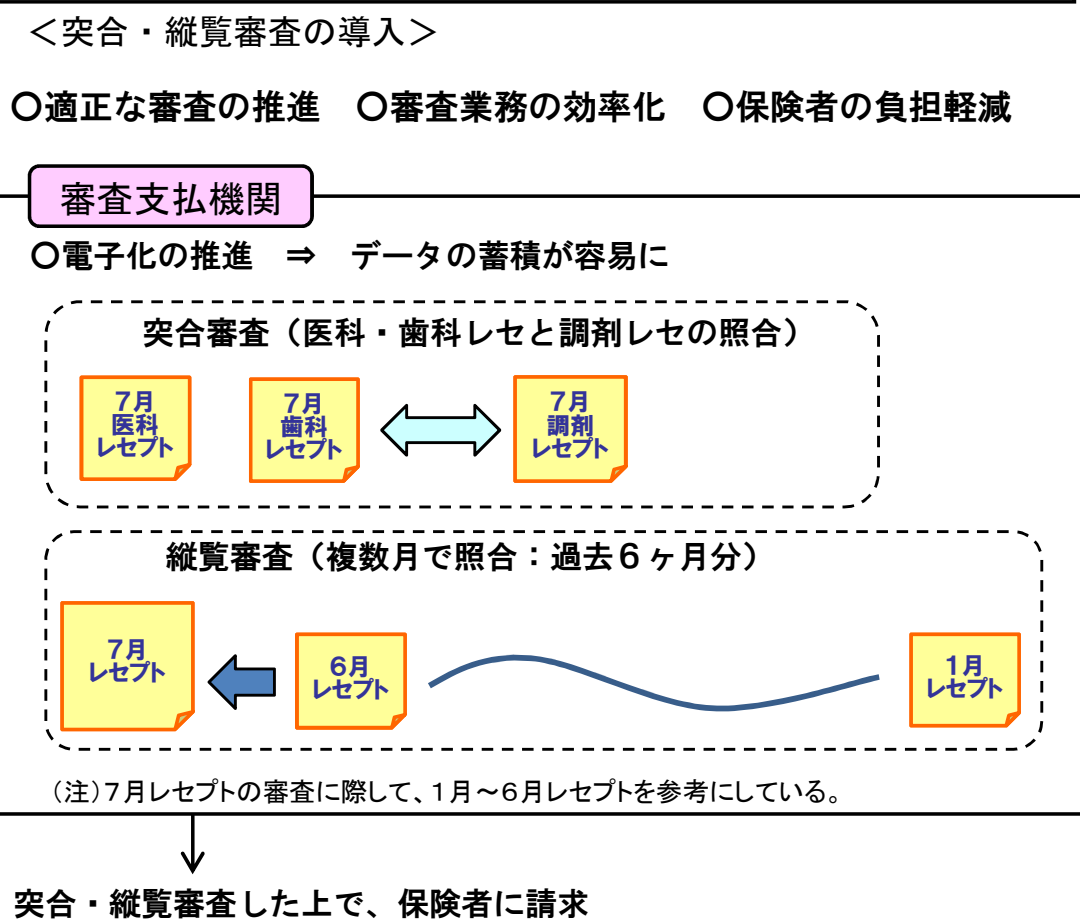 ＜突合・縦覧審査の導入＞
○適正な審査の推進　○審査業務の効率化　○保険者の負担軽減
審査支払機関
○電子化の推進　⇒　データの蓄積が容易に
突合審査（医科・歯科レセと調剤レセの照合）
７月
医科
レセプト
７月
歯科
レセプト
７月
調剤
レセプト
縦覧審査（複数月で照合：過去６ヶ月分）
７月
レセプト
６月
レセプト
１月
レセプト
（注）７月レセプトの審査に際して、１月～６月レセプトを参考にしている。
突合・縦覧審査した上で、保険者に請求